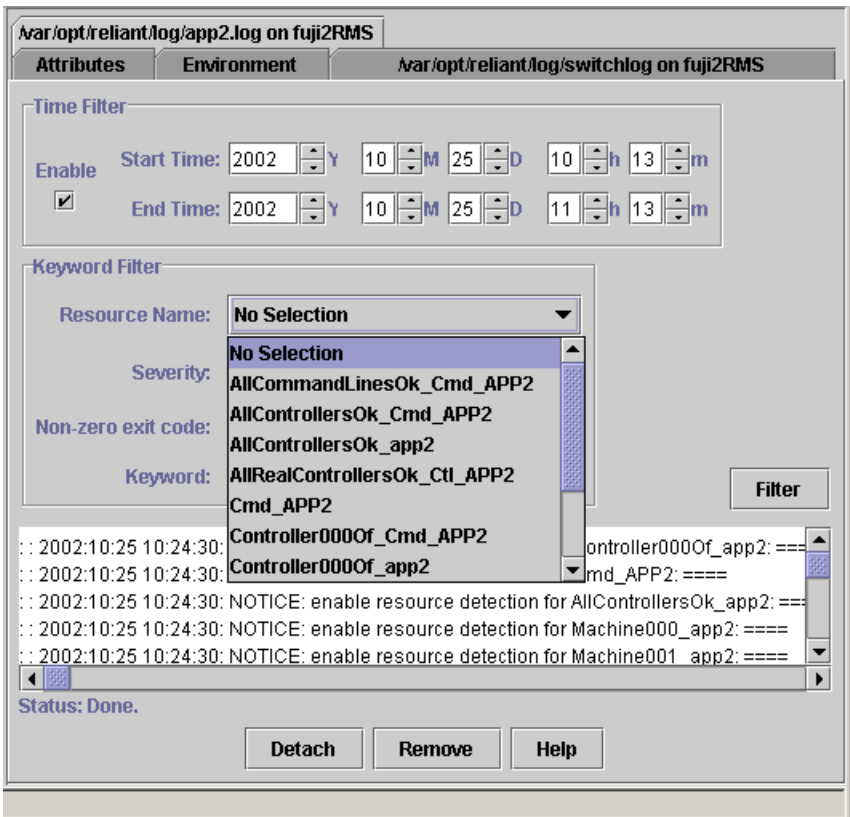 /var/opt/reliant/log/app2.log on fuji2RMS
Attributes Environment /var/opt/reliant/log/switchlog on fuji2RMS
Time Filter
Enable
Start Time: 2002 Y 10 M 25 D 10 h 13 m
End Time: 2002 Y 10 M 25 D 11 h 13 m
Keyword Filter
Resource Name: No Selection
No Selection
Severity:
AllCommandLinesOk_Cmd_APP2
AllControllersOk_Cmd_APP2
Non-zero exit code:
AllControllersOk_app2
Keyword: AllRealControllersOk_Ctl_APP2
Filter
Cmd_APP2
Controller000Of_Cmd_APP2
Controller000Of_app2
: : 2002:10:25 10:24:30: ontroller000Of_app2: ===
: : 2002:10:25 10:24:30: md_APP2: ====
: : 2002:10:25 10:24:30: NOTICE: enable resource detection for AllControllersOk_app2: ===
: : 2002:10:25 10:24:30: NOTICE: enable resource detection for Machine000_app2: ====
: : 2002:10:25 10:24:30: NOTICE: enable resource detection for Machine001_app2: ====
Status: Done.
Detach Remove Help